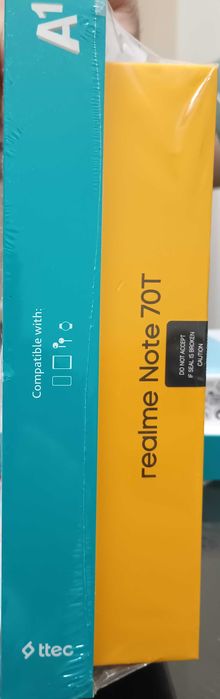 A1
Compatible with:
ttec
realme Note 70T
DO NOT ACCEPT
IF SEAL IS BROKEN
CAUTION